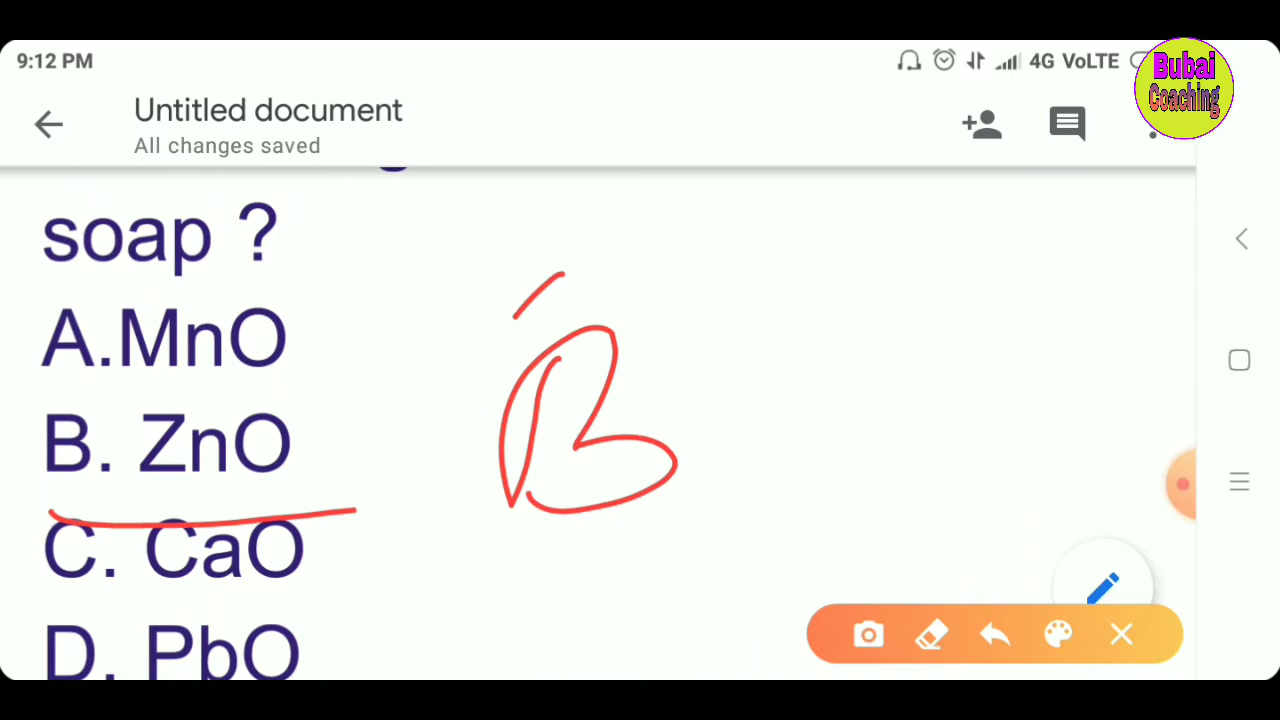 9:12 PM
4G VoLTE
Bubai
Coaching
Untitled document
All changes saved
soap ?
A.MnO
B. ZnO
C. CaO
D. PbO
B